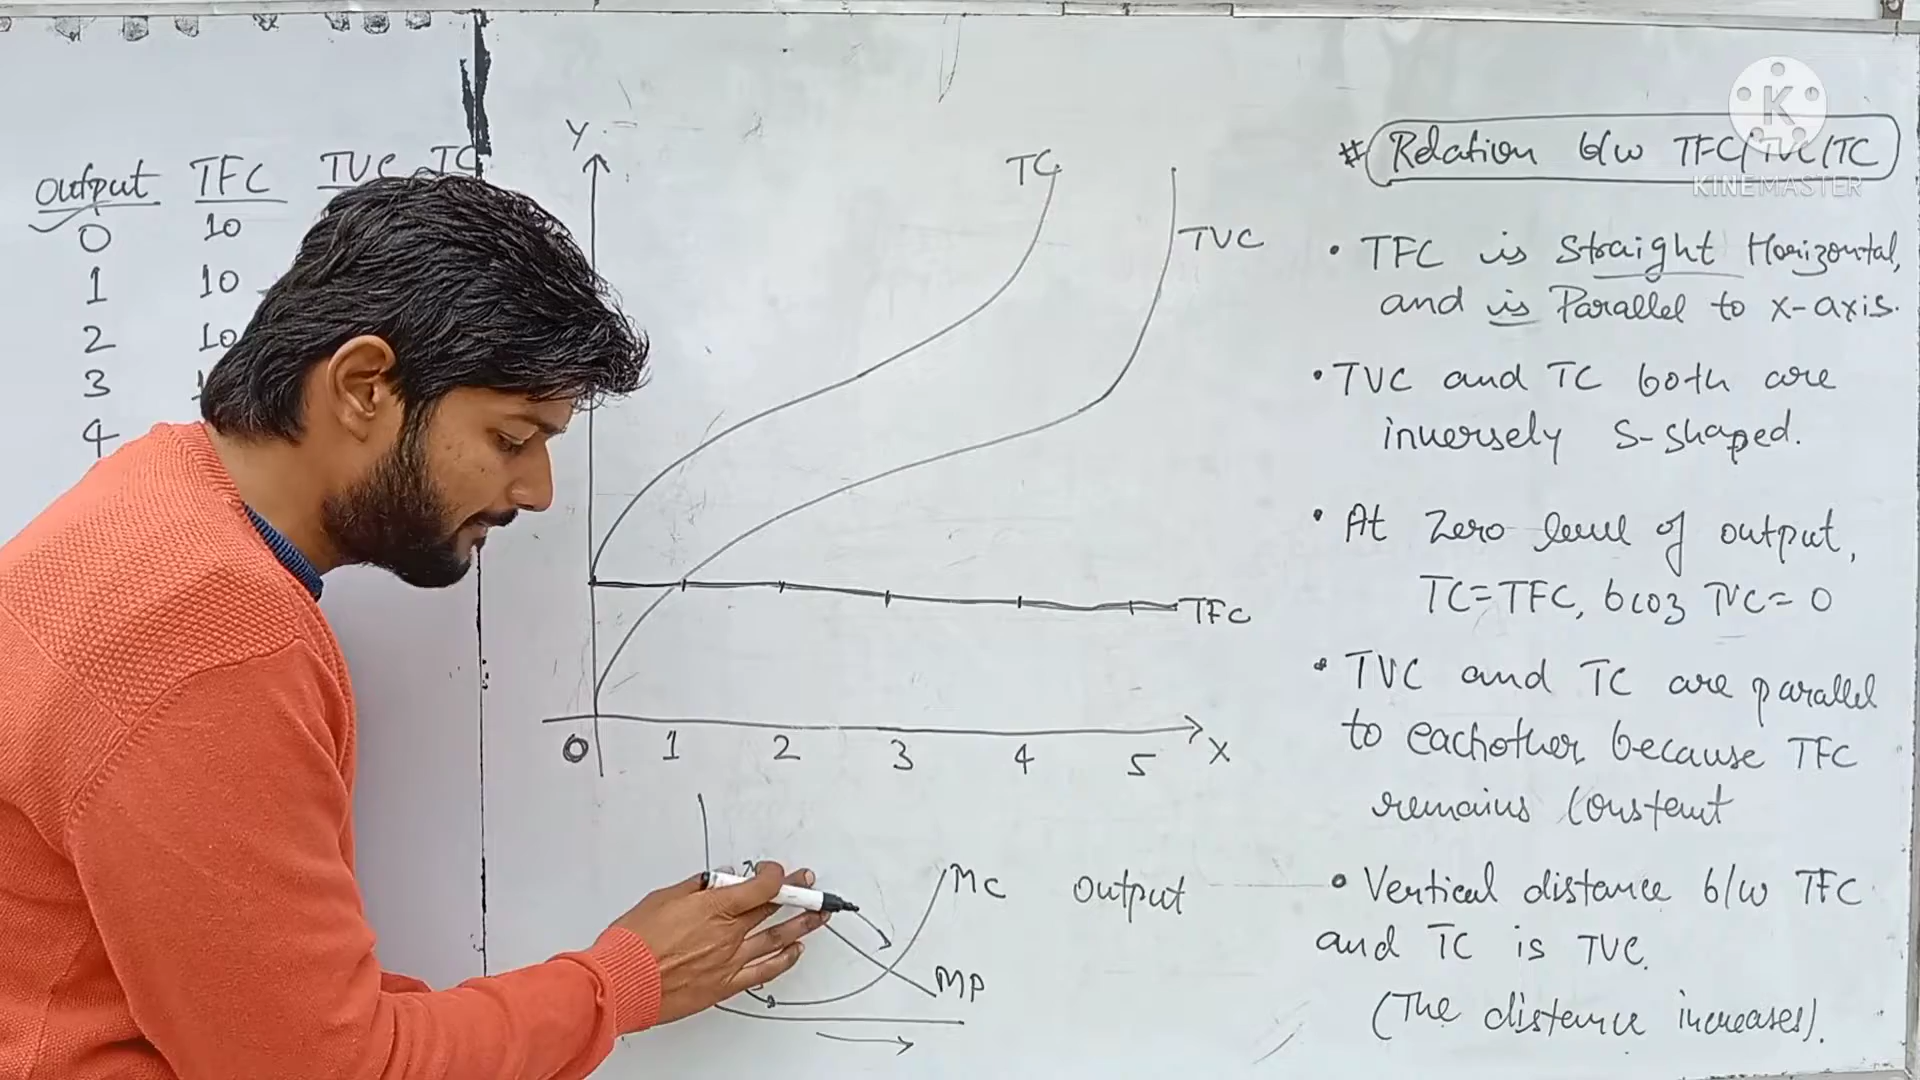 Output TFC TVC TC
0 10
1 10
2 10
3 1
4
Y
TC
TVC
TFC
0 1 2 3 4 5 X
MC
MP
Output
# Relation b/w TFC/TVC/TC
KINEMASTER
• TFC is Straight Horizontal,
and is Parallel to x-axis.
• TVC and TC both are
inversely S-shaped.
• At Zero level of output,
TC=TFC, bcoz TVC=0
• TVC and TC are parallel
to eachother because TFC
remains Constant
• Vertical distance b/w TFC
and TC is TVC.
(The distance increases).